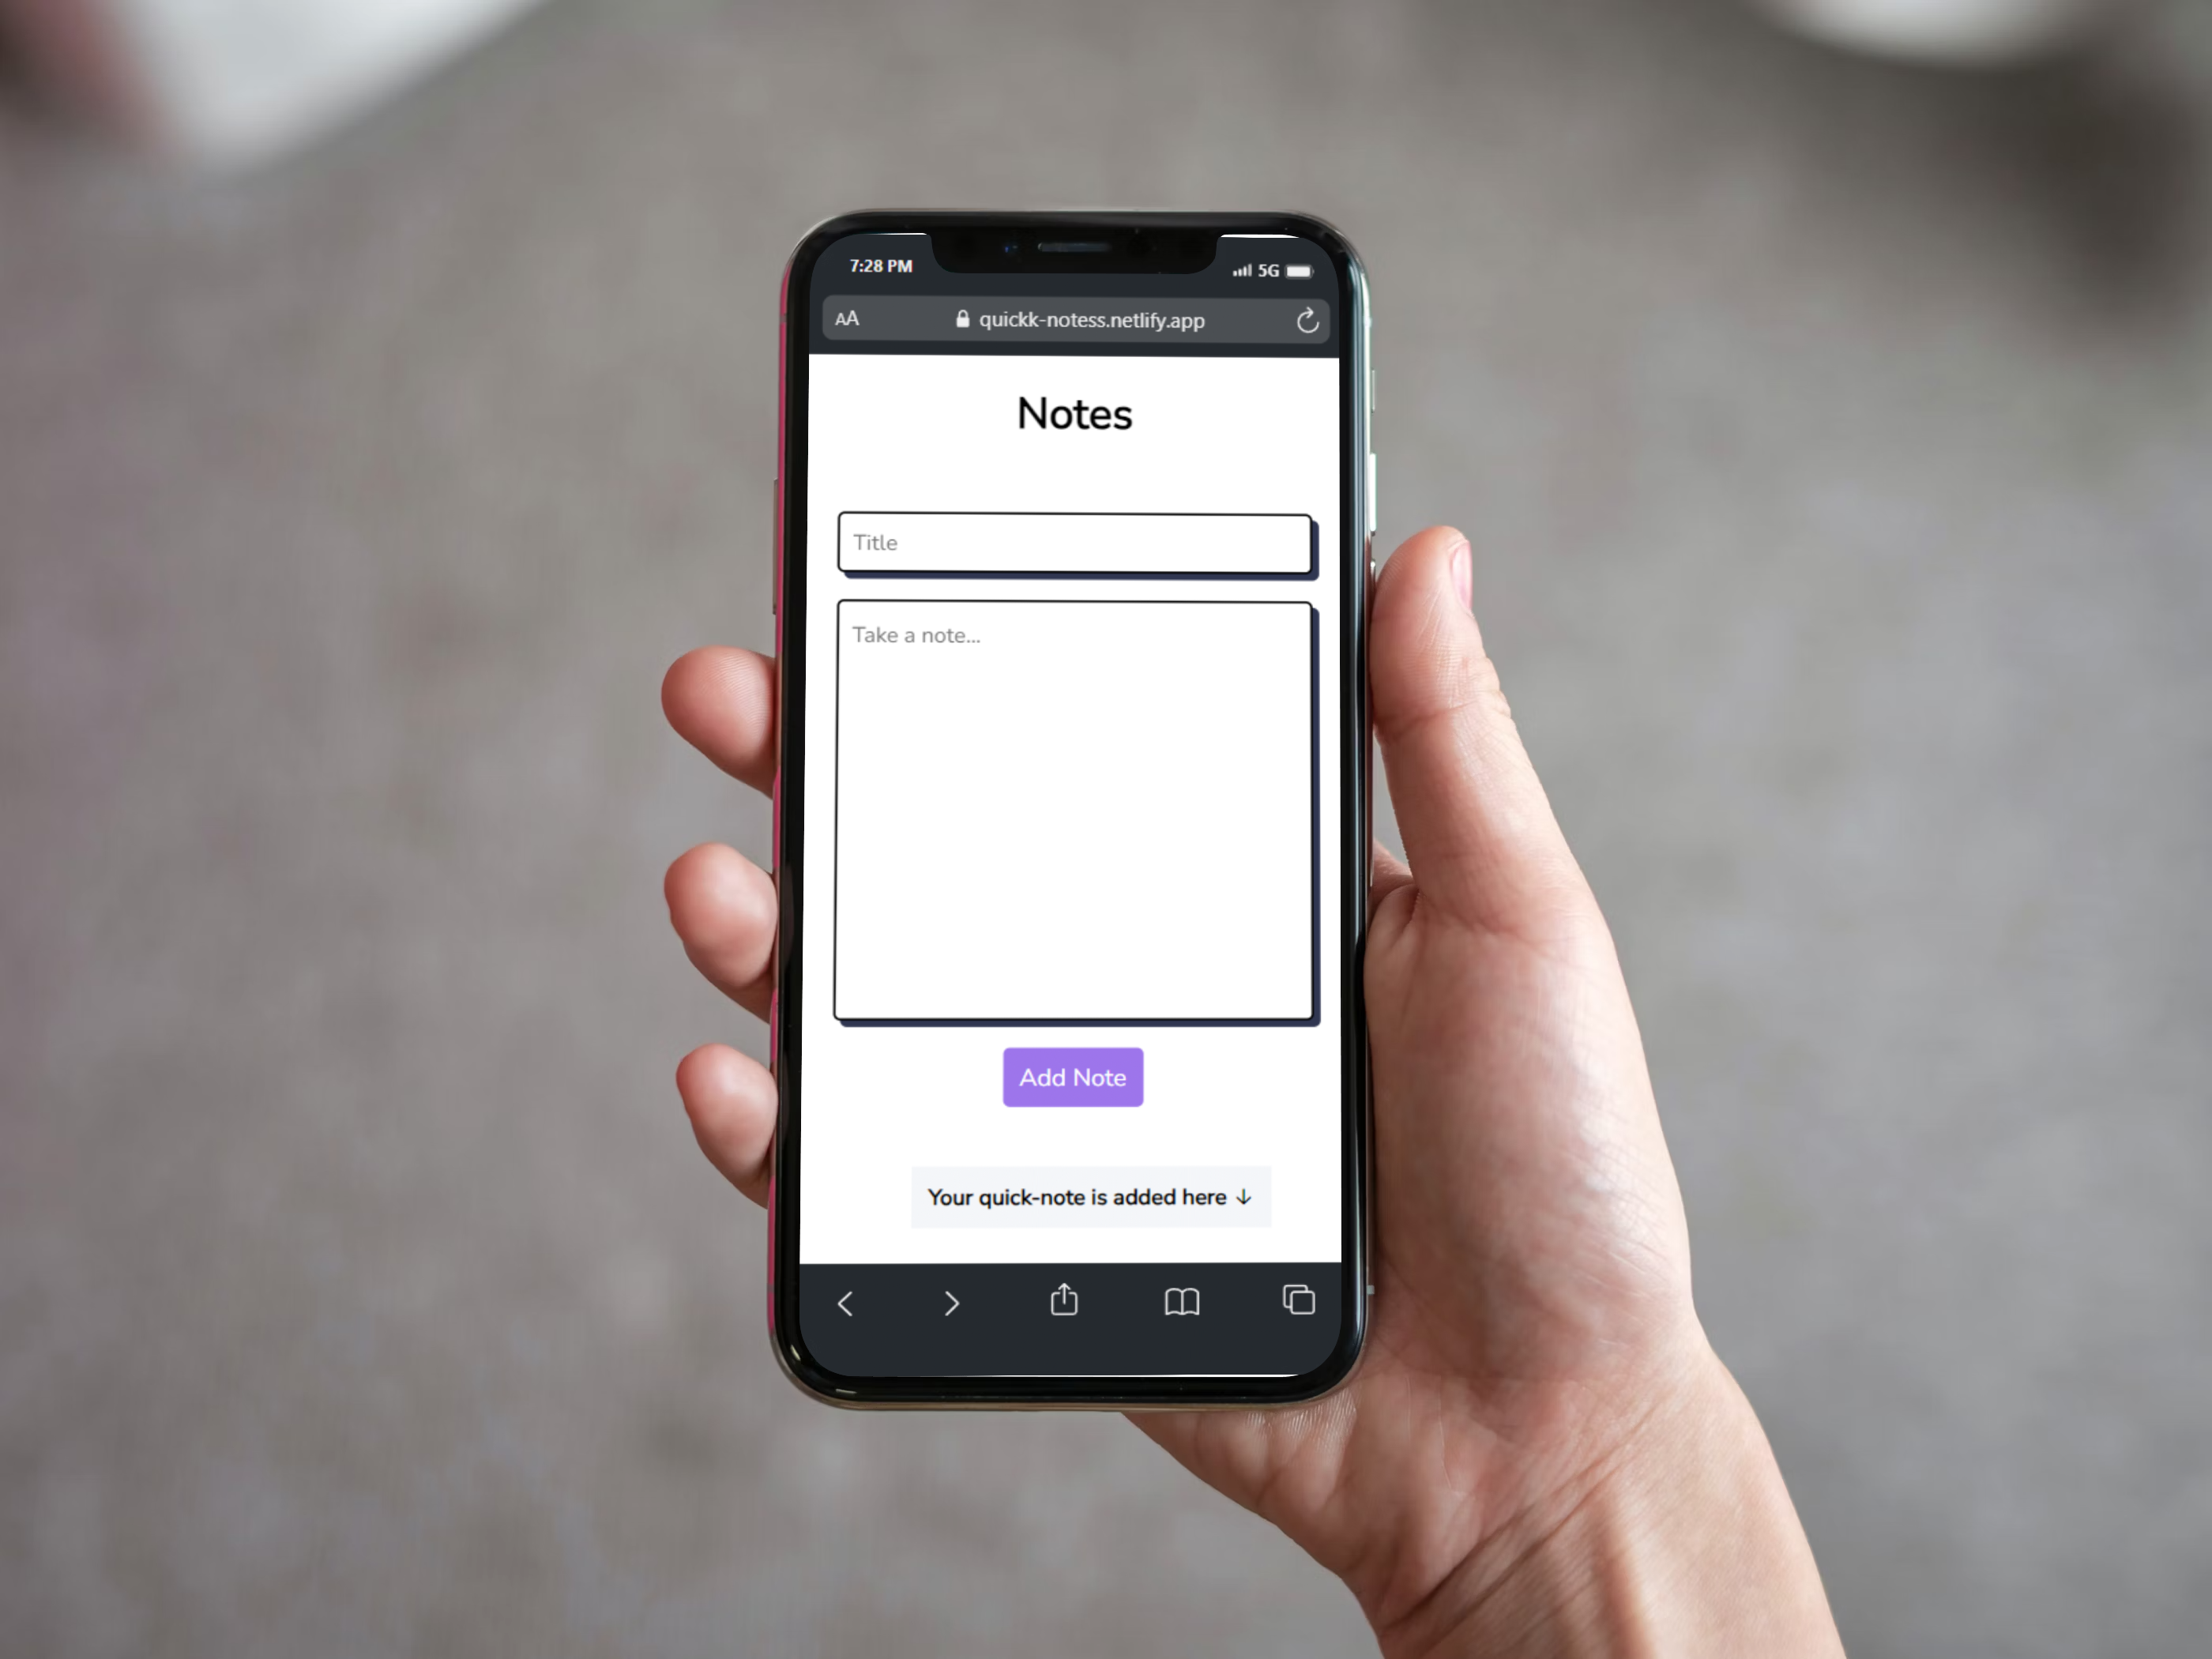 7:28 PM
5G
AA
quickk-notess.netlify.app
Notes
Title
Take a note...
Add Note
Your quick-note is added here ↓